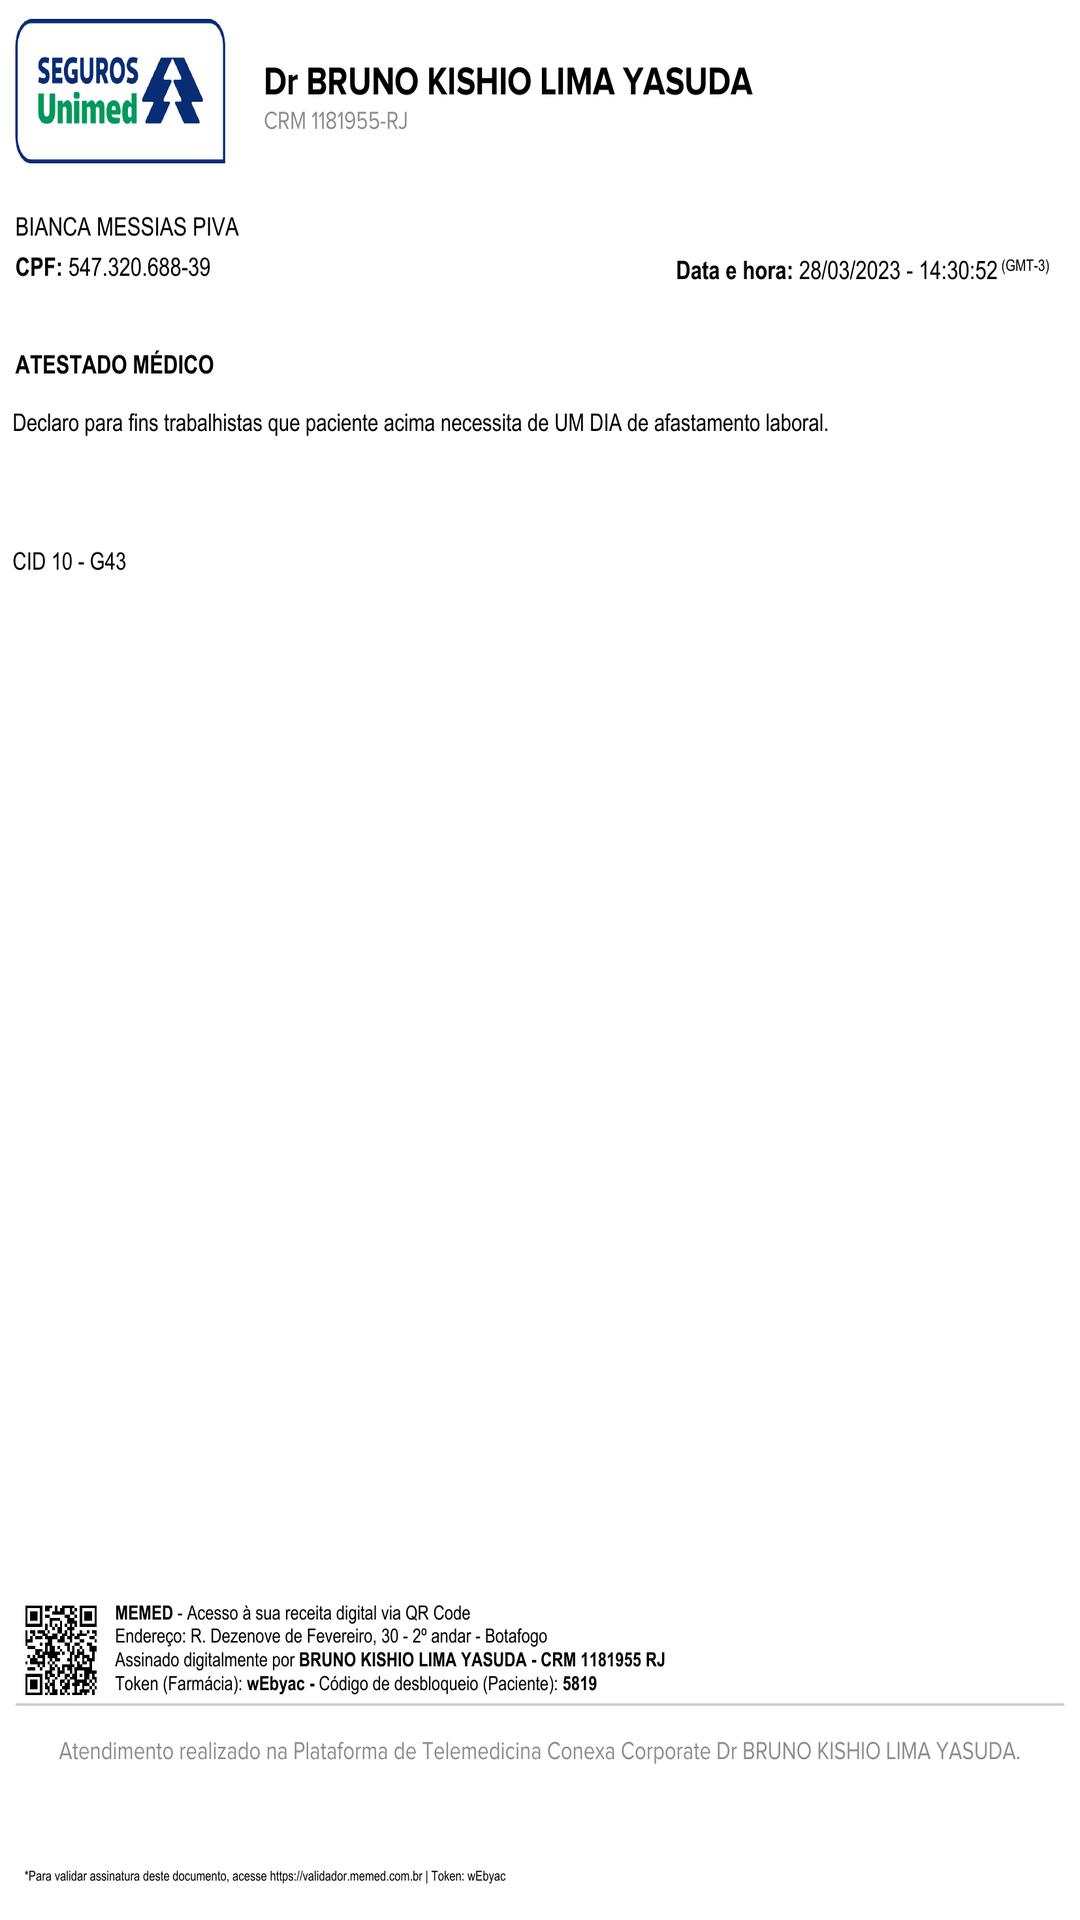 SEGUROS
Unimed
Dr BRUNO KISHIO LIMA YASUDA
CRM 1181955-RJ
BIANCA MESSIAS PIVA
CPF: 547.320.688-39
Data e hora: 28/03/2023 - 14:30:52 (GMT-3)
ATESTADO MÉDICO
Declaro para fins trabalhistas que paciente acima necessita de UM DIA de afastamento laboral.
CID 10 - G43
MEMED - Acesso à sua receita digital via QR Code
Endereço: R. Dezenove de Fevereiro, 30 - 2º andar - Botafogo
Assinado digitalmente por BRUNO KISHIO LIMA YASUDA - CRM 1181955 RJ
Token (Farmácia): wEbyac - Código de desbloqueio (Paciente): 5819
Atendimento realizado na Plataforma de Telemedicina Conexa Corporate Dr BRUNO KISHIO LIMA YASUDA.
*Para validar assinatura deste documento, acesse https://validador.memed.com.br | Token: wEbyac